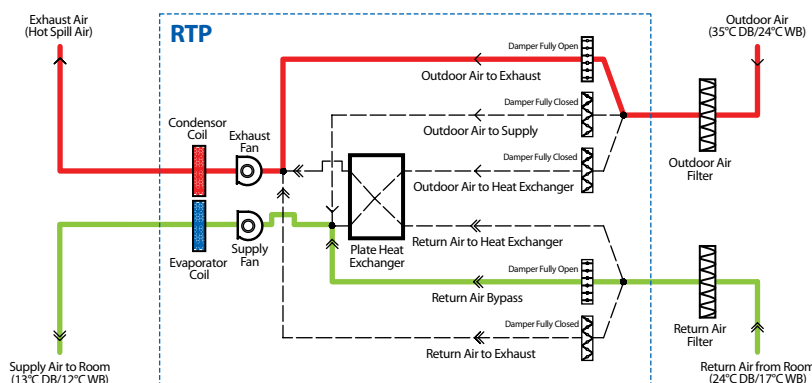 Exhaust Air
(Hot Spill Air)
RTP
Outdoor Air
(35°C DB/24°C WB)
Damper Fully Open
Outdoor Air to Exhaust
Damper Fully Closed
Condensor
Coil
Exhaust
Fan
Outdoor Air to Supply
Damper Fully Closed
Outdoor Air
Filter
Outdoor Air to Heat Exchanger
Return Air to Heat Exchanger
Supply
Fan
Plate Heat
Exchanger
Evaporator
Coil
Damper Fully Open
Return Air Bypass
Damper Fully Closed
Return Air
Filter
Return Air to Exhaust
Supply Air to Room
(13°C DB/12°C WB)
Return Air from Room
(24°C DB/17°C WB)